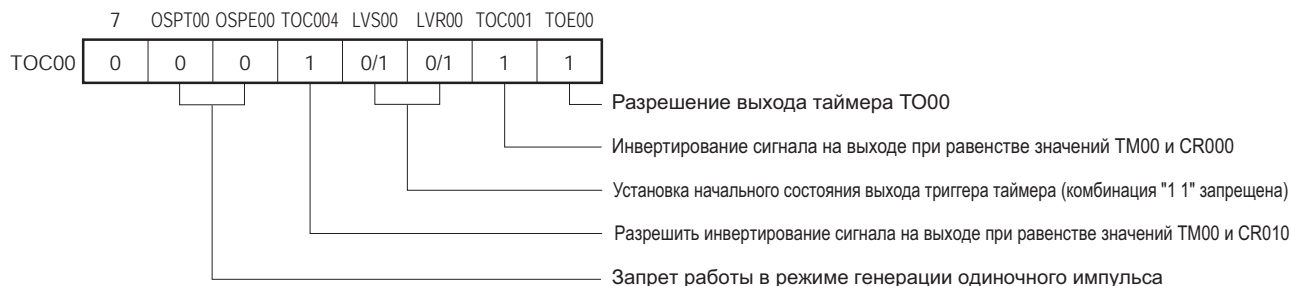 7 OSPT00 OSPE00 TOC004 LVS00 LVR00 TOC001 TOE00
TOC00 0 0 0 1 0/1 0/1 1 1
Разрешение выхода таймера TO00
Инвертирование сигнала на выходе при равенстве значений TM00 и CR000
Установка начального состояния выхода триггера таймера (комбинация "1 1" запрещена)
Разрешить инвертирование сигнала на выходе при равенстве значений TM00 и CR010
Запрет работы в режиме генерации одиночного импульса